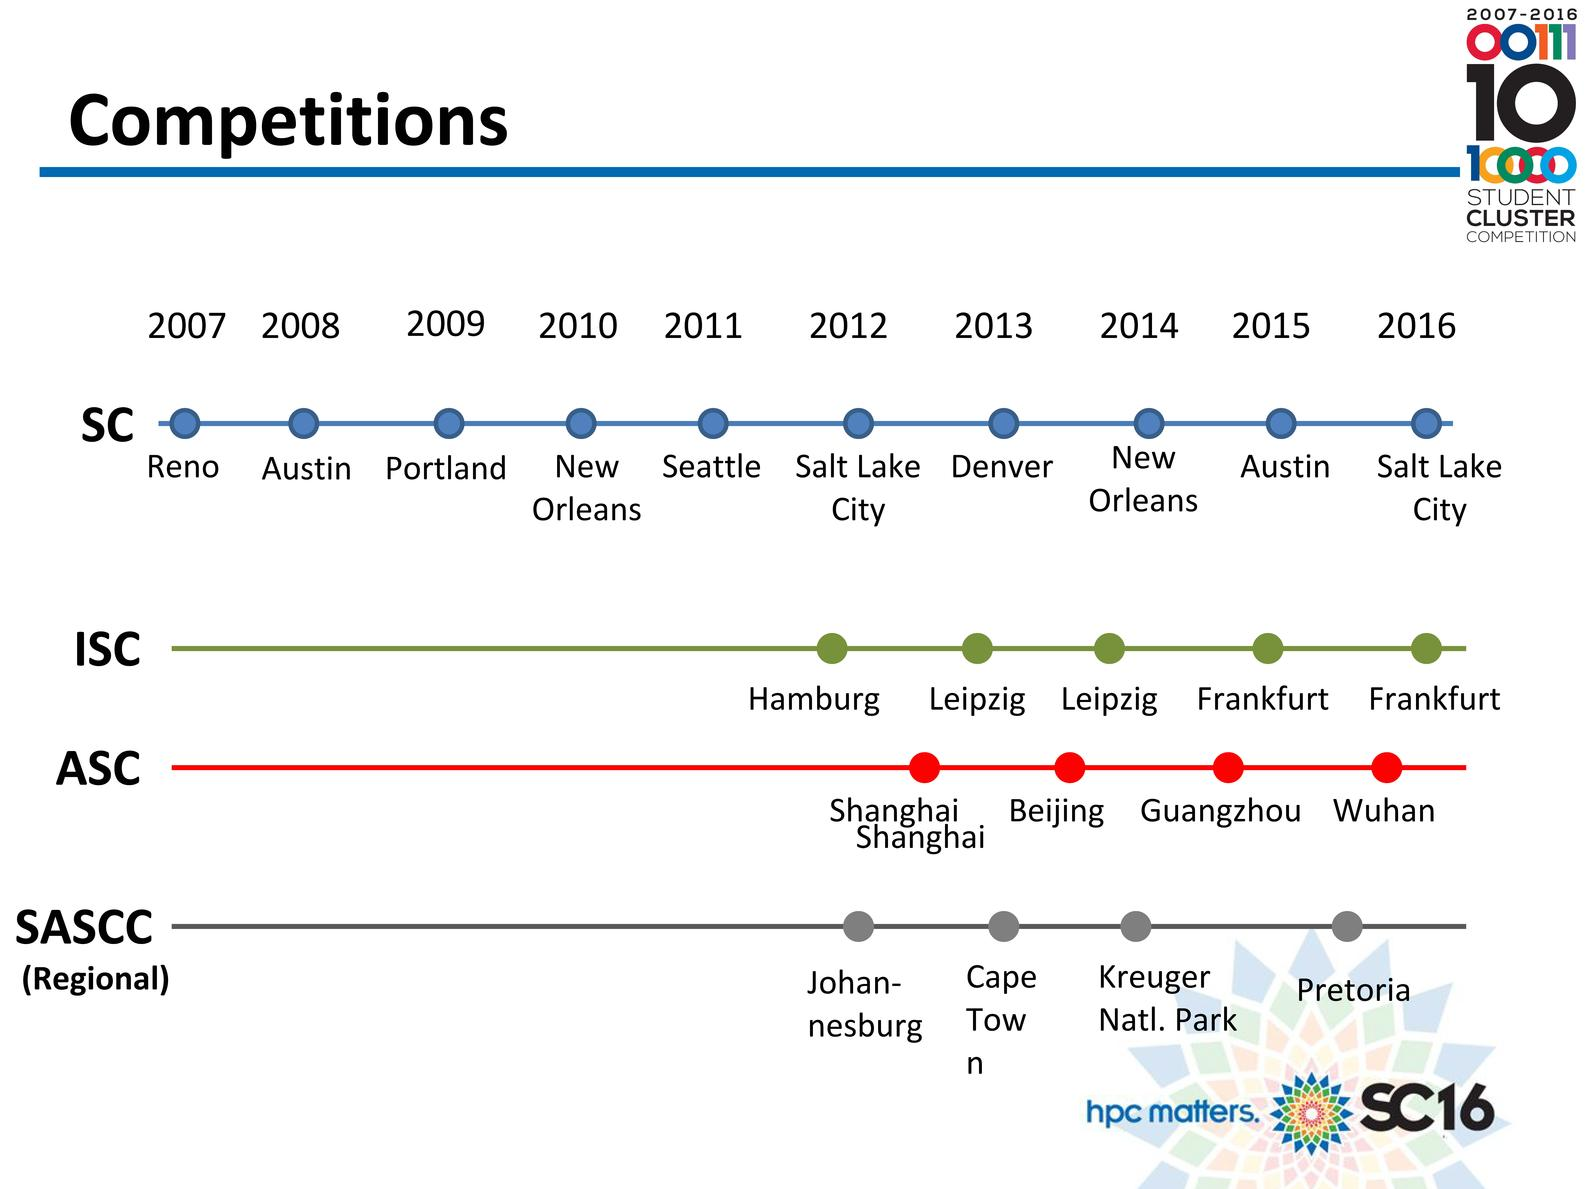 2007-2016
00111
10
10000
STUDENT
CLUSTER
COMPETITION
Competitions
2007 2008 2009 2010 2011 2012 2013 2014 2015 2016
SC
Reno Austin Portland New Seattle Salt Lake Denver New Austin Salt Lake
Orleans City Orleans City
ISC
Hamburg Leipzig Leipzig Frankfurt Frankfurt
ASC
Shanghai Beijing Guangzhou Wuhan
Shanghai
SASCC
(Regional)
Johan- Cape Kreuger Pretoria
nesburg Tow Natl. Park
n
hpc matters. SC16